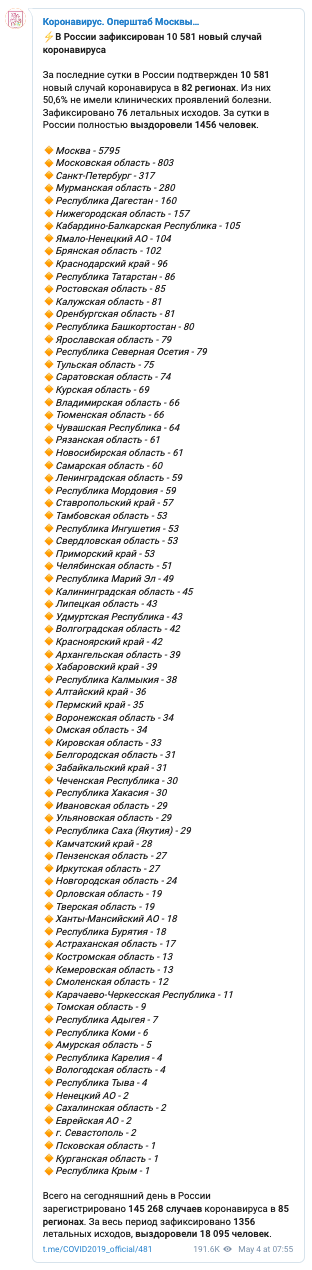 Коронавирус. Оперштаб Москвы...
⚡В России зафиксирован 10 581 новый случай
коронавируса
За последние сутки в России подтвержден 10 581
новый случай коронавируса в 82 регионах. Из них
50,6% не имели клинических проявлений болезни.
Зафиксировано 76 летальных исходов. За сутки в
России полностью выздоровели 1456 человек.
🔸Москва - 5795
🔸Московская область - 803
🔸Санкт-Петербург - 317
🔸Мурманская область - 280
🔸Республика Дагестан - 160
🔸Нижегородская область - 157
🔸Кабардино-Балкарская Республика - 105
🔸Ямало-Ненецкий АО - 104
🔸Брянская область - 102
🔸Краснодарский край - 96
🔸Республика Татарстан - 86
🔸Ростовская область - 85
🔸Калужская область - 81
🔸Оренбургская область - 81
🔸Республика Башкортостан - 80
🔸Ярославская область - 79
🔸Республика Северная Осетия - 79
🔸Тульская область - 75
🔸Саратовская область - 74
🔸Курская область - 69
🔸Владимирская область - 66
🔸Тюменская область - 66
🔸Чувашская Республика - 64
🔸Рязанская область - 61
🔸Новосибирская область - 61
🔸Самарская область - 60
🔸Ленинградская область - 59
🔸Республика Мордовия - 59
🔸Ставропольский край - 57
🔸Тамбовская область - 53
🔸Республика Ингушетия - 53
🔸Свердловская область - 53
🔸Приморский край - 53
🔸Челябинская область - 51
🔸Республика Марий Эл - 49
🔸Калининградская область - 45
🔸Липецкая область - 43
🔸Удмуртская Республика - 43
🔸Волгоградская область - 42
🔸Красноярский край - 42
🔸Архангельская область - 39
🔸Хабаровский край - 39
🔸Республика Калмыкия - 38
🔸Алтайский край - 36
🔸Пермский край - 35
🔸Воронежская область - 34
🔸Омская область - 34
🔸Кировская область - 33
🔸Белгородская область - 31
🔸Забайкальский край - 31
🔸Чеченская Республика - 30
🔸Республика Хакасия - 30
🔸Ивановская область - 29
🔸Ульяновская область - 29
🔸Республика Саха (Якутия) - 29
🔸Камчатский край - 28
🔸Пензенская область - 27
🔸Иркутская область - 27
🔸Новгородская область - 24
🔸Орловская область - 19
🔸Тверская область - 19
🔸Ханты-Мансийский АО - 18
🔸Республика Бурятия - 18
🔸Астраханская область - 17
🔸Костромская область - 13
🔸Кемеровская область - 13
🔸Смоленская область - 12
🔸Карачаево-Черкесская Республика - 11
🔸Томская область - 9
🔸Республика Адыгея - 7
🔸Республика Коми - 6
🔸Амурская область - 5
🔸Республика Карелия - 4
🔸Вологодская область - 4
🔸Республика Тыва - 4
🔸Ненецкий АО - 2
🔸Сахалинская область - 2
🔸Еврейская АО - 2
🔸г. Севастополь - 2
🔸Псковская область - 1
🔸Курганская область - 1
🔸Республика Крым - 1
Всего на сегодняшний день в России
зарегистрировано 145 268 случаев коронавируса в 85
регионах. За весь период зафиксировано 1356
летальных исходов, выздоровели 18 095 человек.
t.me/COVID2019_official/481 191.6K May 4 at 07:55